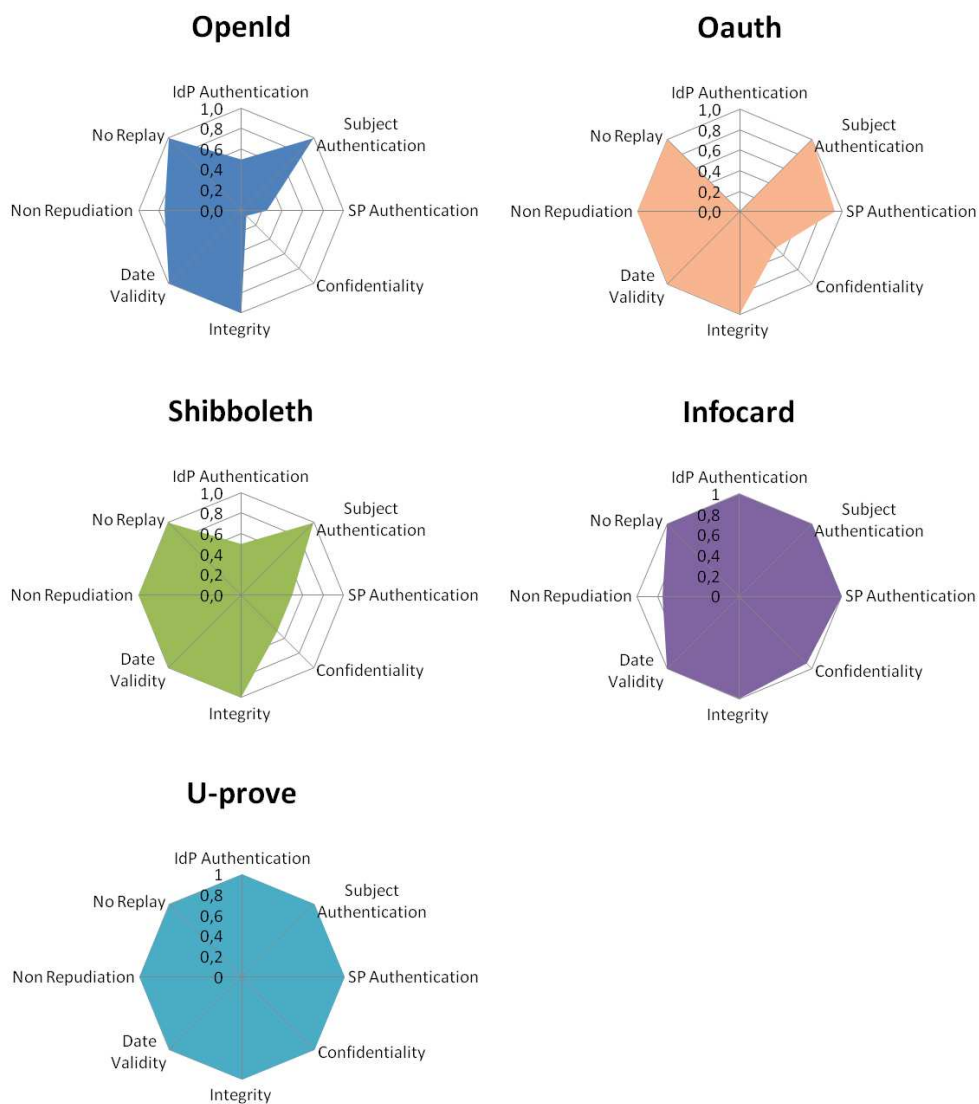 OpenId
IdP Authentication
1,0
0,8
0,6
0,4
0,2
0,0
Subject
Authentication
SP Authentication
Confidentiality
Integrity
Date
Validity
Non Repudiation
No Replay
Oauth
IdP Authentication
1,0
0,8
0,6
0,4
0,2
0,0
Subject
Authentication
SP Authentication
Confidentiality
Integrity
Date
Validity
Non Repudiation
No Replay
Shibboleth
IdP Authentication
1,0
0,8
0,6
0,4
0,2
0,0
Subject
Authentication
SP Authentication
Confidentiality
Integrity
Date
Validity
Non Repudiation
No Replay
Infocard
IdP Authentication
1
0,8
0,6
0,4
0,2
0
Subject
Authentication
SP Authentication
Confidentiality
Integrity
Date
Validity
Non Repudiation
No Replay
U-prove
IdP Authentication
1
0,8
0,6
0,4
0,2
0
Subject
Authentication
SP Authentication
Confidentiality
Integrity
Date
Validity
Non Repudiation
No Replay